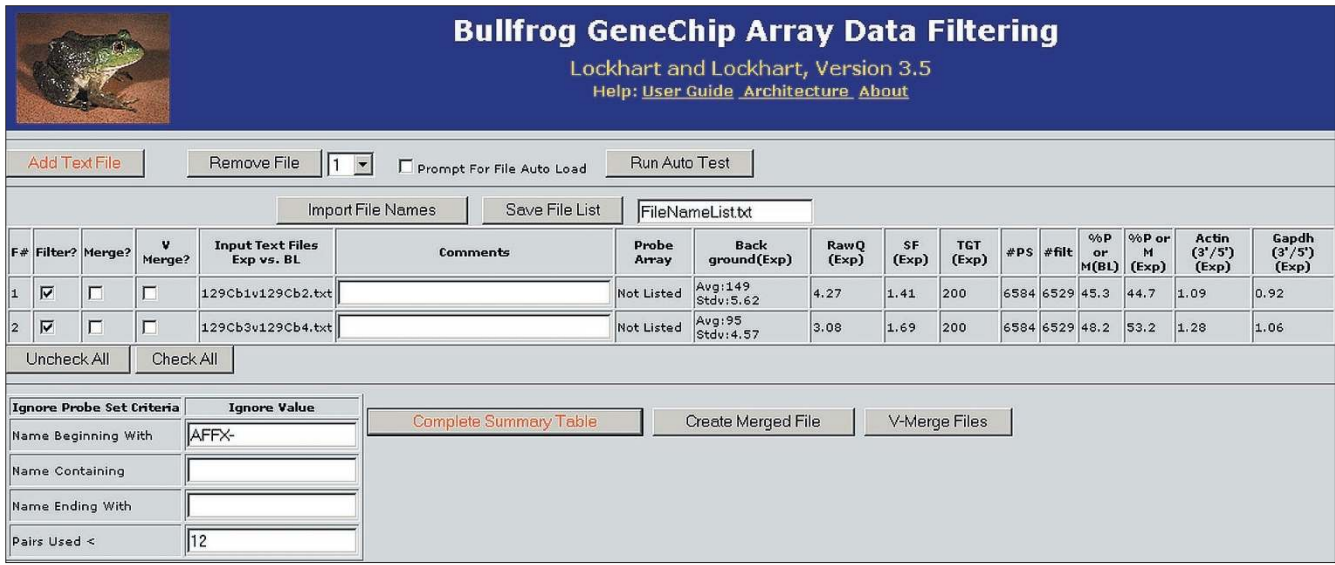 Bullfrog GeneChip Array Data Filtering
Lockhart and Lockhart, Version 3.5
Help: User Guide Architecture About
Add Text File Remove File 1 Prompt For File Auto Load Run Auto Test
Import File Names Save File List FileNameList.txt
F# Filter? Merge? V Merge? Input Text Files Exp vs. BL Comments Probe Array Back ground(Exp) RawQ (Exp) SF (Exp) TGT (Exp) #PS #filt %P or M(BL) %P or M (Exp) Actin (3'/5') (Exp) Gapdh (3'/5') (Exp)
1 129Cb1v129Cb2.txt Not Listed Avg:149 Stdv:5.62 4.27 1.41 200 6584 6529 45.3 44.7 1.09 0.92
2 129Cb3v129Cb4.txt Not Listed Avg:95 Stdv:4.57 3.08 1.69 200 6584 6529 48.2 53.2 1.28 1.06
Uncheck All Check All
Ignore Probe Set Criteria Ignore Value
Complete Summary Table Create Merged File V-Merge Files
Name Beginning With AFFX-
Name Containing
Name Ending With
Pairs Used < 12